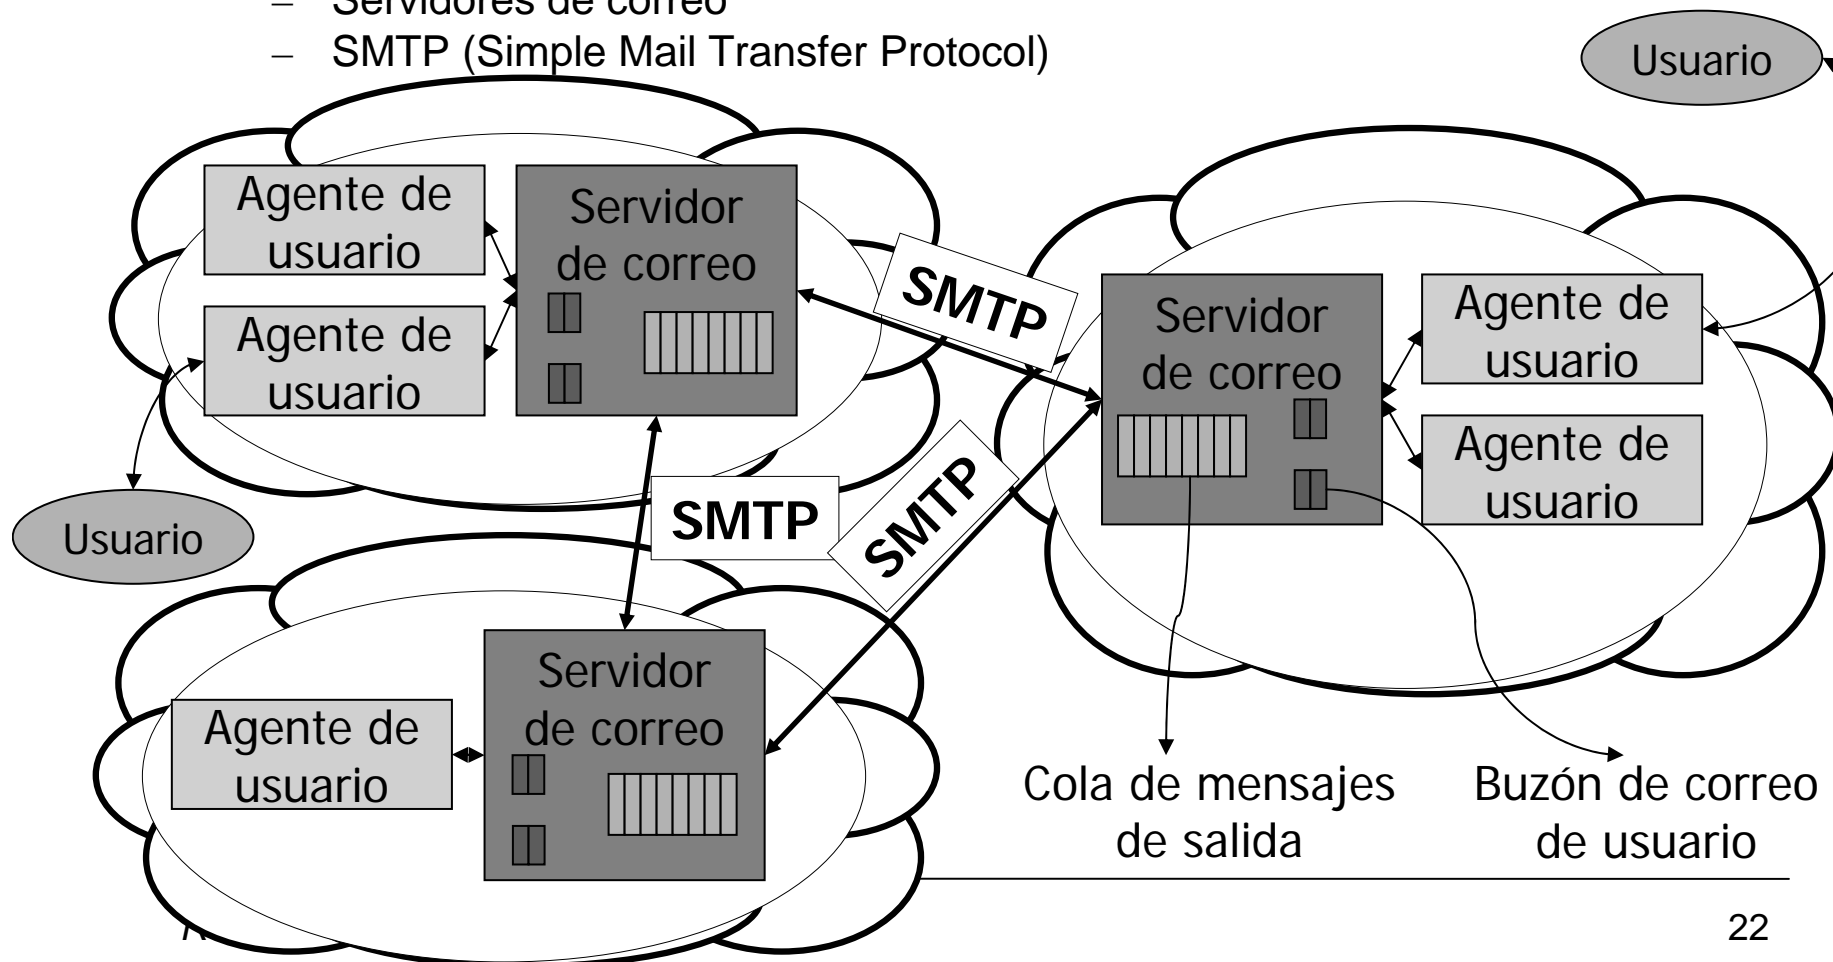 – Servidores de correo
– SMTP (Simple Mail Transfer Protocol)
Usuario
Agente de
usuario
Servidor
de correo
Agente de
usuario
SMTP
Servidor
de correo
Agente de
usuario
Agente de
usuario
Usuario
SMTP
SMTP
Servidor
de correo
Agente de
usuario
Cola de mensajes
de salida
Buzón de correo
de usuario
22